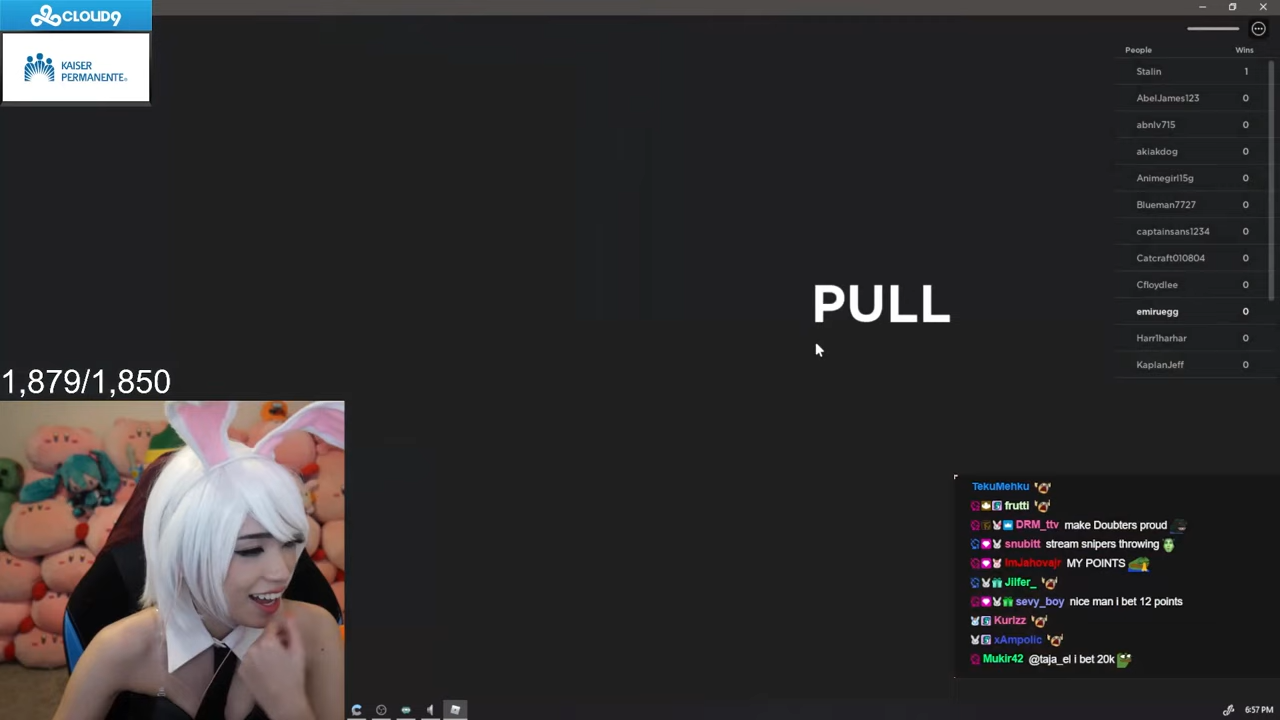 CLOUD9
KAISER
PERMANENTE®
People Wins
Stalin 1
AbelJames123 0
abnlv715 0
akiakdog 0
Animegirl15g 0
Blueman7727 0
captainsans1234 0
Catcraft010804 0
Cfloydlee 0
emiruegg 0
Harr1harhar 0
KaplanJeff 0
PULL
1,879/1,850
TekuMehku
frutti
DRM_ttv make Doubters proud
snubitt stream snipers throwing
ImJahovajr MY POINTS
Jilfer_
sevy_boy nice man i bet 12 points
Kurizz
xAmpolic
Mukir42 @taja_el i bet 20k
6:57 PM